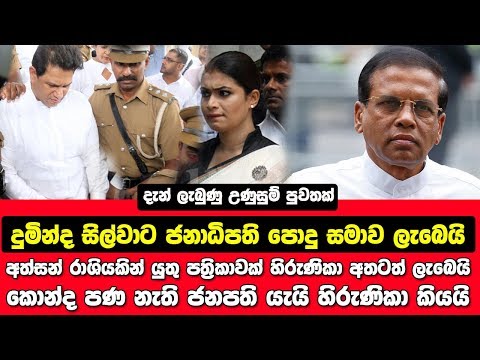 දැන් ලැබුණු උණුසුම් පුවතක්
දුමින්ද සිල්වාට ජනාධිපති පොදු සමාව ලැබෙයි
අත්සන් රාශියකින් යුතු පත්‍රිකාවක් හිරුණිකා අතටත් ලැබෙයි
කොන්ද පණ නැති ජනපති යැයි හිරුණිකා කියයි